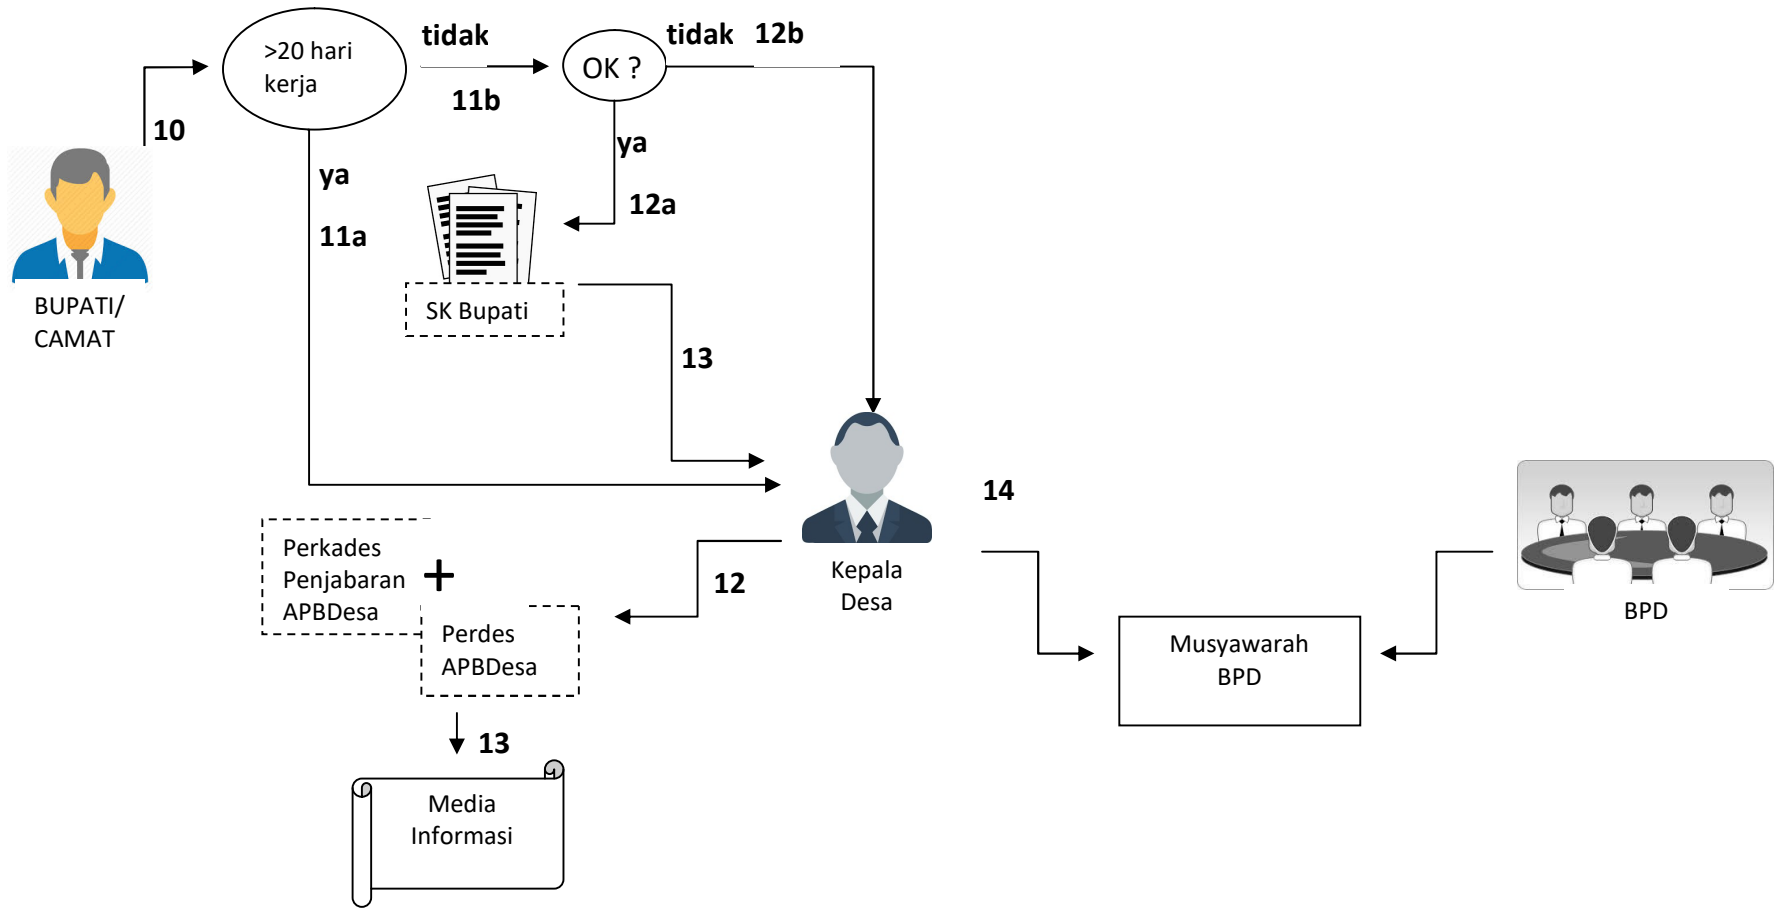 >20 hari
kerja
tidak
11b
OK ?
tidak 12b
10
ya
11a
ya
12a
BUPATI/
CAMAT
SK Bupati
13
14
Kepala
Desa
BPD
Perkades
Penjabaran
APBDesa
+
12
Perdes
APBDesa
Musyawarah
BPD
13
Media
Informasi